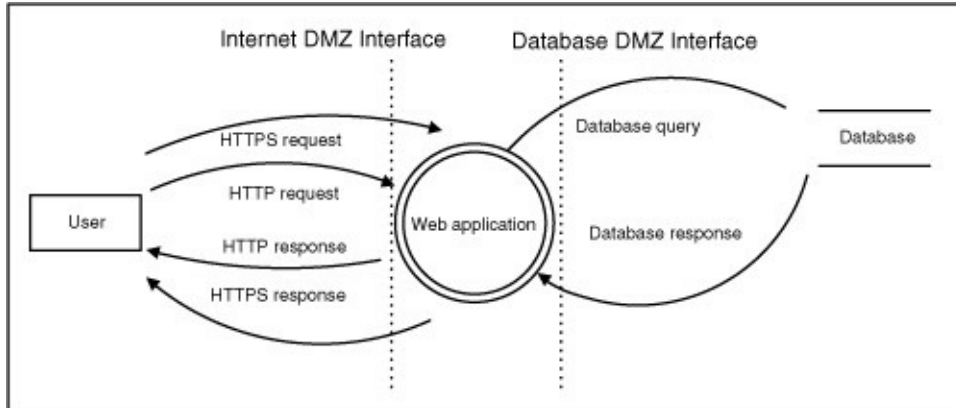 Internet DMZ Interface
Database DMZ Interface
HTTPS request
Database query
Database
HTTP request
User
Web application
HTTP response
Database response
HTTPS response